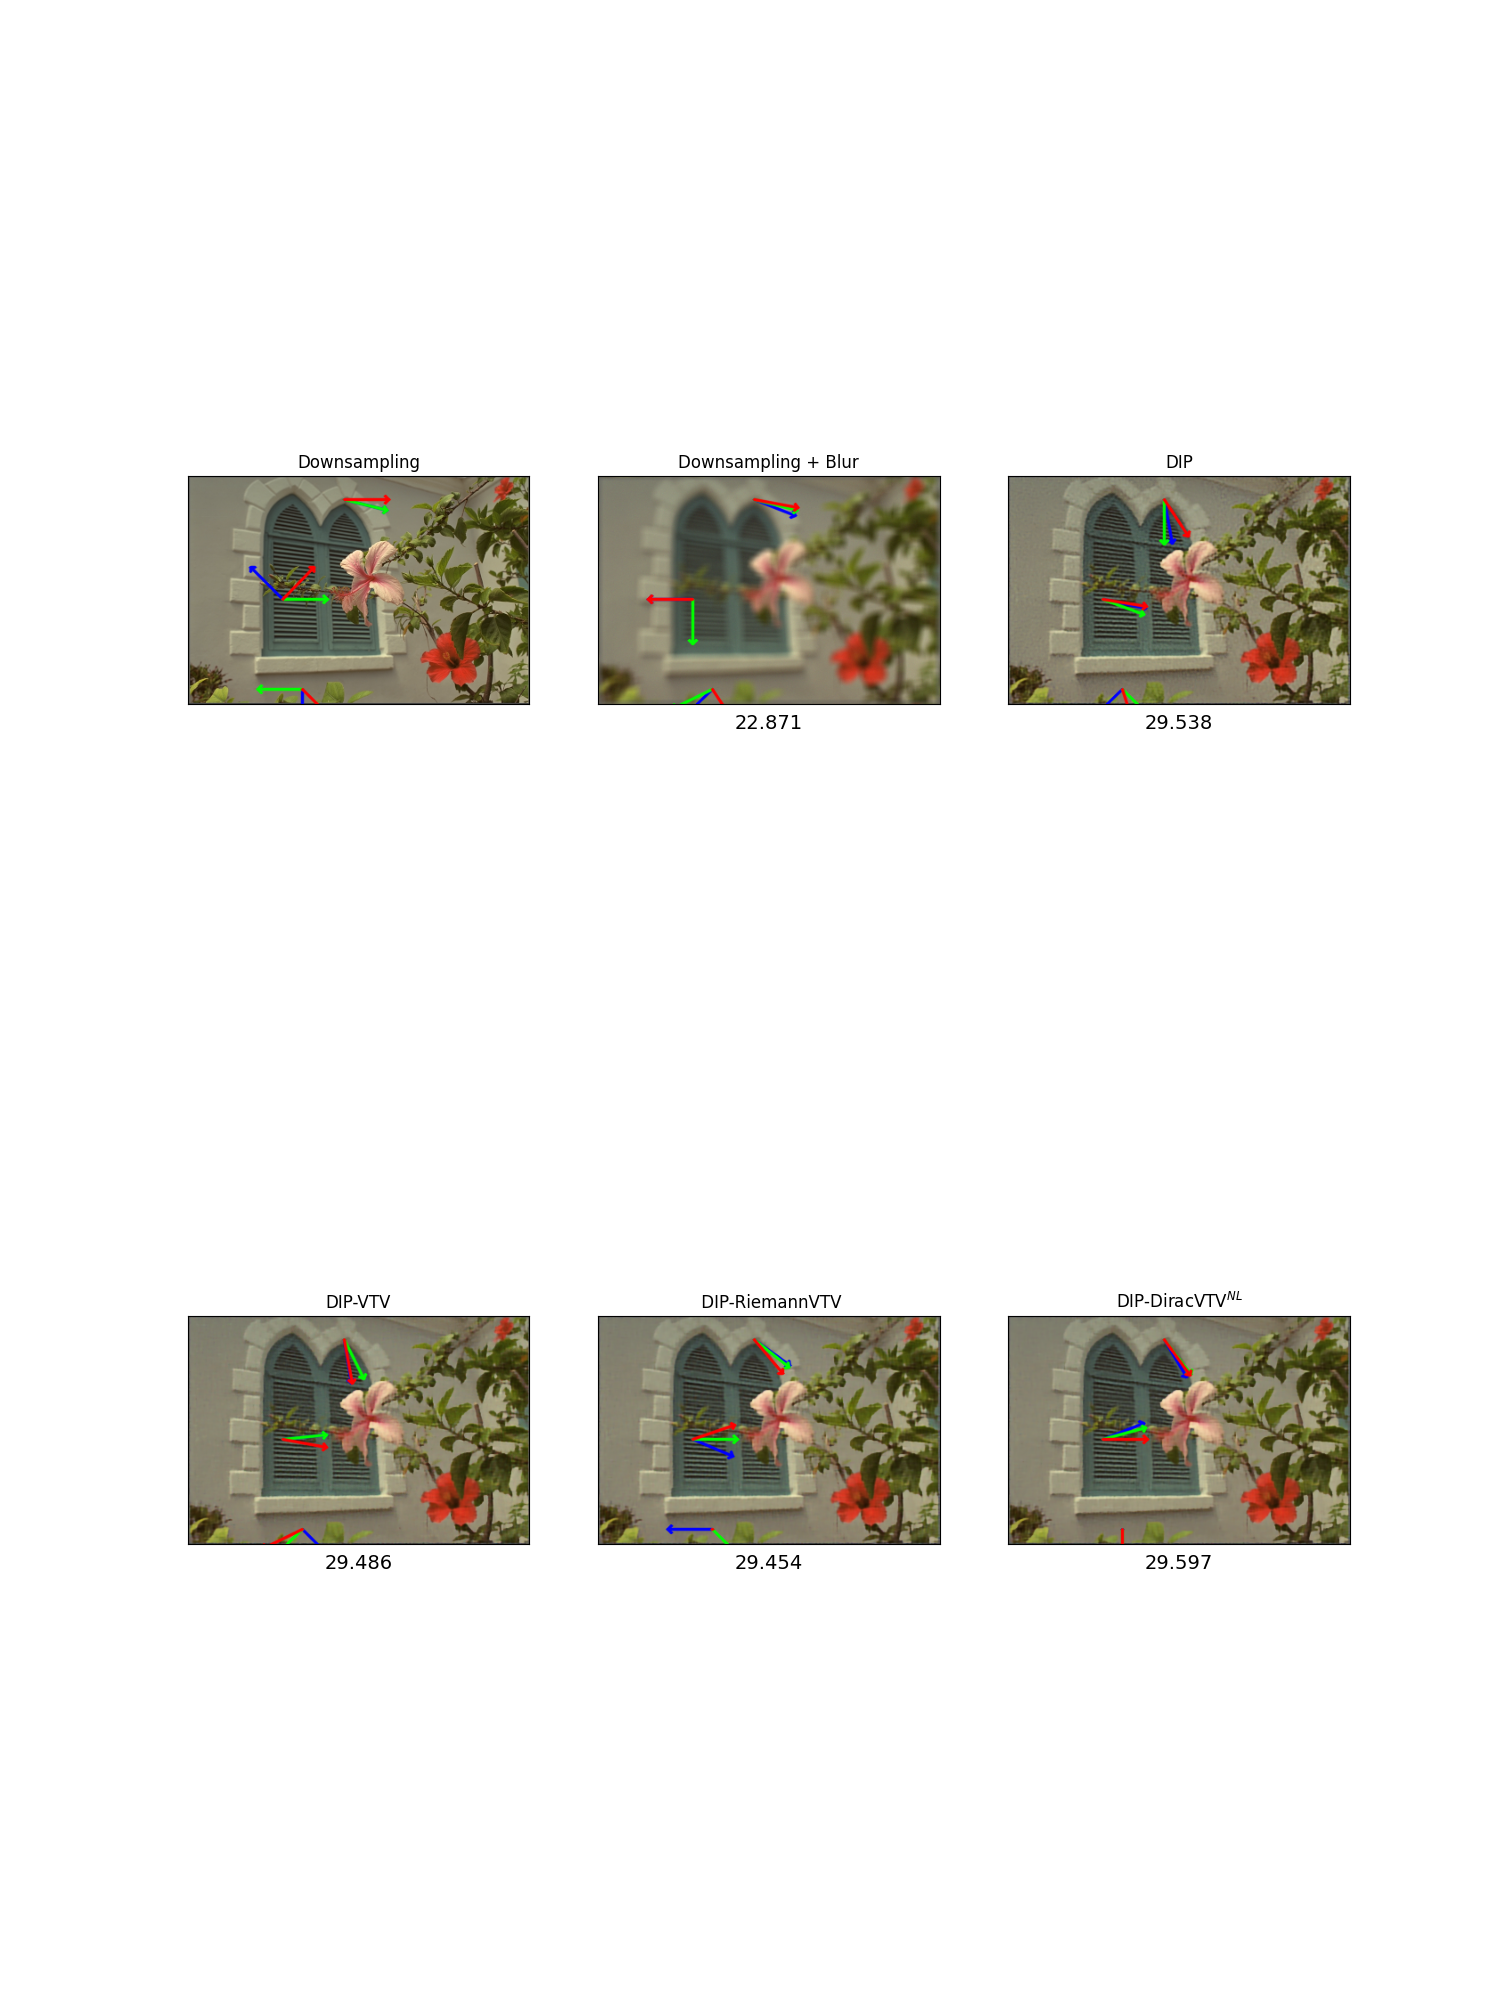 Downsampling
Downsampling + Blur
DIP
22.871
29.538
DIP-VTV
DIP-RiemannVTV
DIP-DiracVTV^{NL}
29.486
29.454
29.597